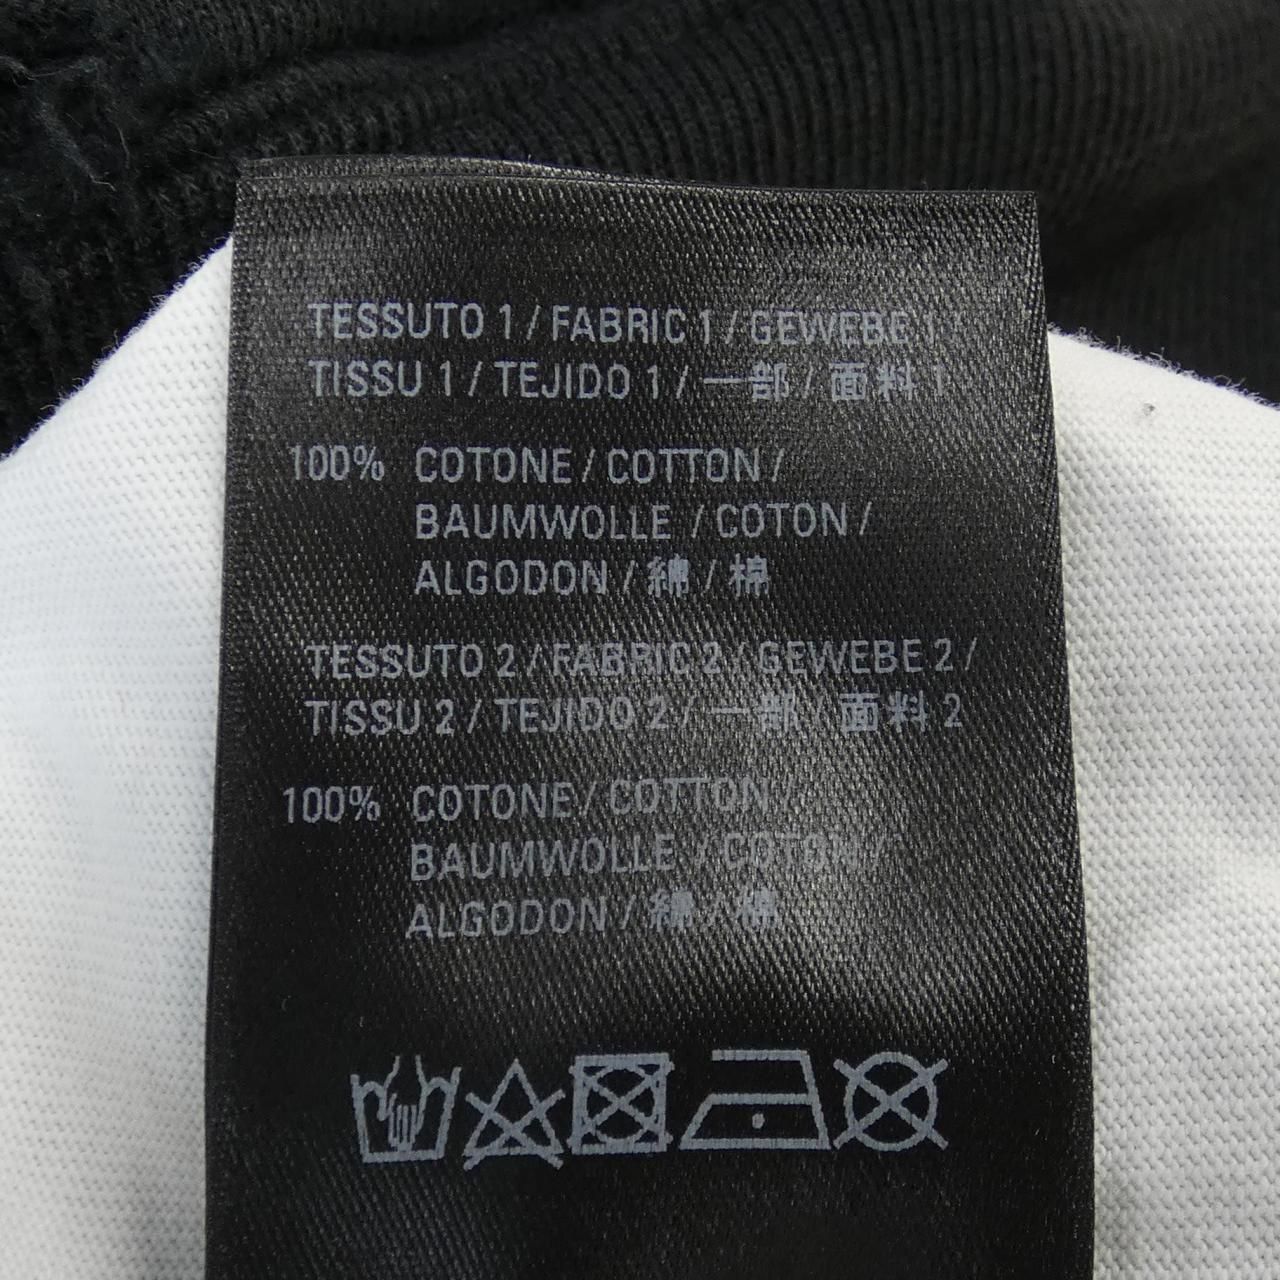 TESSUTO 1 / FABRIC 1 / GEWEBE 1 /
TISSU 1 / TEJIDO 1 / 一部 / 面料 1
100% COTONE / COTTON /
BAUMWOLLE / COTON /
ALGODON / 綿 / 棉
TESSUTO 2 / FABRIC 2 / GEWEBE 2 /
TISSU 2 / TEJIDO 2 / 一部 / 面料 2
100% COTONE / COTTON /
BAUMWOLLE / COTON /
ALGODON / 綿 / 棉